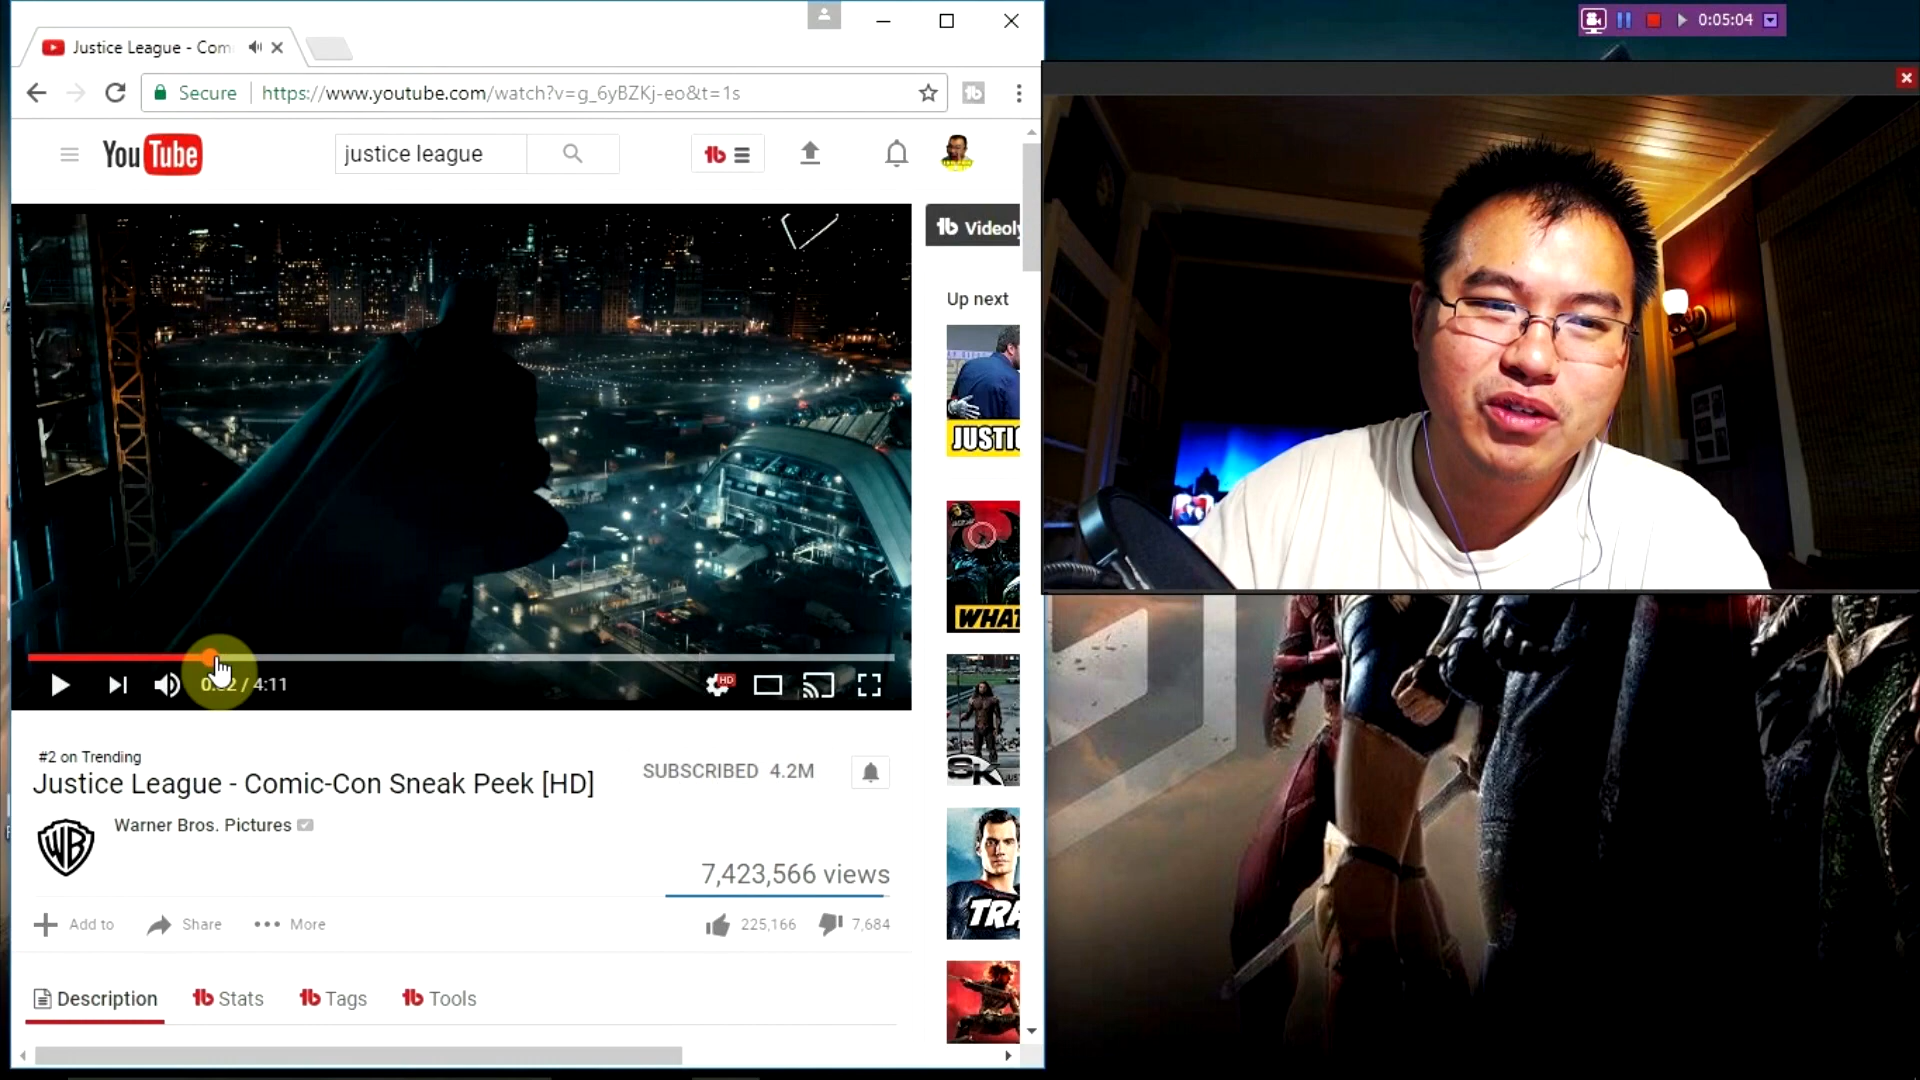 Justice League - Com
0:05:04
Secure
https://www.youtube.com/watch?v=g_6yBZKj-eo&t=1s
YouTube
justice league
Videoly
Up next
JUSTIC
WHAT
SK
TRA
/ 4:11
HD
#2 on Trending
Justice League - Comic-Con Sneak Peek [HD]
SUBSCRIBED 4.2M
WB
Warner Bros. Pictures
7,423,566 views
Add to
Share
More
225,166
7,684
Description
Stats
Tags
Tools